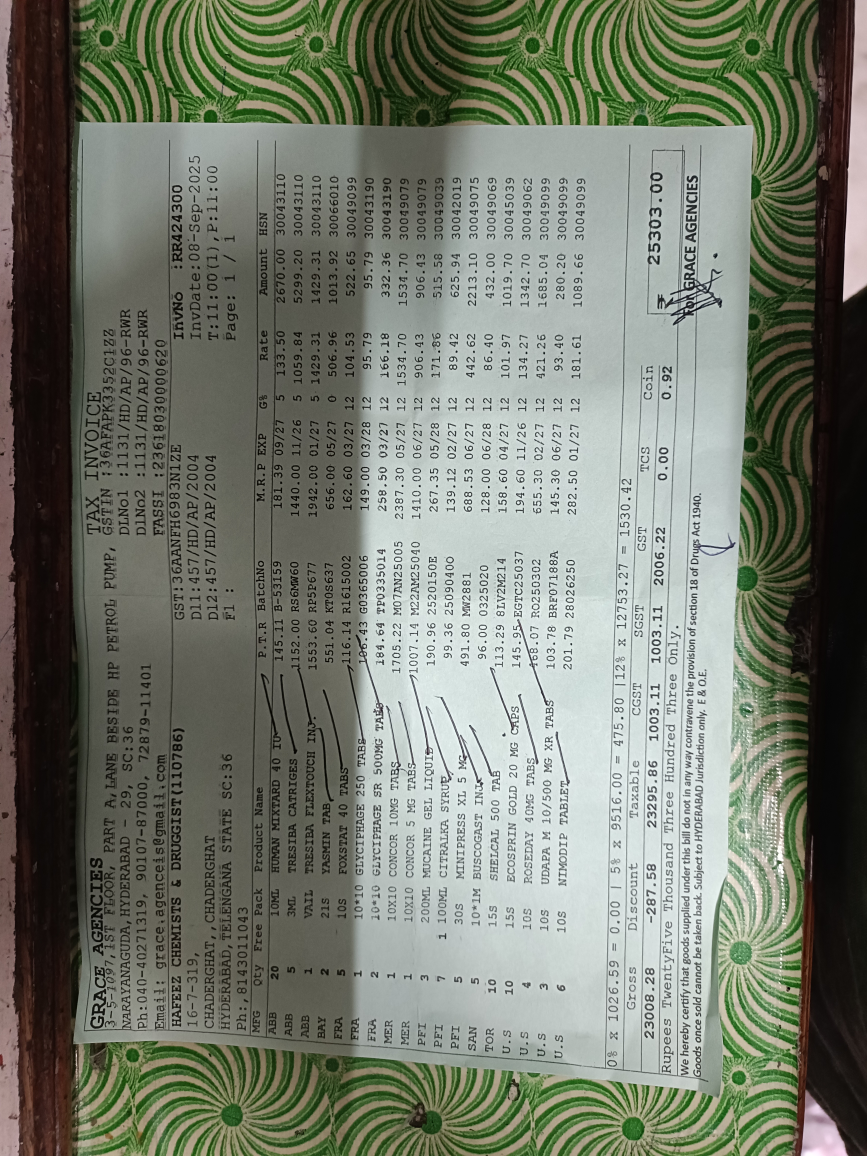 TAX INVOICE
GRACE AGENCIES GSTIN :36AFAPK3352C1ZZ
3-5-1097,1ST FLOOR, PART A,LANE BESIDE HP PETROL PUMP, DLNo1 :1131/HD/AP/96-RWR
NARAYANAGUDA,HYDERABAD - 29, SC:36 DlNo2 :1131/HD/AP/96-RWR
Ph:040-40271319, 90107-87000, 72879-11401 FASSI :23618030000620
Email: grace.agenceis@gmail.com
HAFEEZ CHEMISTS & DRUGGIST(110786) GST:36AANFH6983N1ZE InvNo :RR424300
16-7-319, D11:457/HD/AP/2004 InvDate:08-Sep-2025
CHADERGHAT,,CHADERGHAT D12:457/HD/AP/2004 T:11:00(1),P:11:00
HYDERABAD,TELENGANA STATE SC:36 Fl : Page: 1 / 1
Ph:,8143011043
MFG Qty Free Pack Product Name P.T.R BatchNo M.R.P EXP G% Rate Amount HSN
ABB 20 10ML HUMAN MIXTARD 40 IU 145.11 B-53159 181.39 09/27 5 133.50 2670.00 30043110
ABB 5 3ML TRESIBA CATRIGES 1152.00 RS6MW60 1440.00 11/26 5 1059.84 5299.20 30043110
ABB 1 VAIL TRESIBA FLEXTOUCH INJ 1553.60 RP5P677 1942.00 01/27 5 1429.31 1429.31 30043110
BAY 2 21S YASMIN TAB 551.04 KT0S637 656.00 05/27 0 506.96 1013.92 30066010
FRA 5 10S FOXSTAT 40 TABS 116.14 R1615002 162.60 03/27 12 104.53 522.65 30049099
FRA 1 10*10 GLYCIPHAGE 250 TABS 106.43 G0365006 149.00 03/28 12 95.79 95.79 30043190
FRA 2 10*10 GLYCIPHAGE SR 500MG TABS 184.64 TP0335014 258.50 03/27 12 166.18 332.36 30043190
MER 1 10X10 CONCOR 10MG TABS 1705.22 M07AN25005 2387.30 05/27 12 1534.70 1534.70 30049079
MER 1 10X10 CONCOR 5 MG TABS 1007.14 M22AM25040 1410.00 06/27 12 906.43 906.43 30049079
PFI 3 200ML MUCAINE GEL LIQUID 190.96 2520150E 267.35 05/28 12 171.86 515.58 30049039
PFI 7 1 100ML CITRALKA SYRUP 99.36 25090400 139.12 02/27 12 89.42 625.94 30042019
PFI 5 30S MINIPRESS XL 5 MG 491.80 MW2881 688.53 06/27 12 442.62 2213.10 30049075
SAN 5 10*1M BUSCOGAST INJ 96.00 0325020 128.00 06/28 12 86.40 432.00 30049069
TOR 10 15S SHELCAL 500 TAB 113.29 8LV2M214 158.60 04/27 12 101.97 1019.70 30045039
U.S 10 15S ECOSPRIN GOLD 20 MG CAPS 145.95 EGTC25037 194.60 11/26 12 134.27 1342.70 30049062
U.S 4 10S ROSEDAY 40MG TABS 468.07 RO250302 655.30 02/27 12 421.26 1685.04 30049099
U.S 3 10S UDAPA M 10/500 MG XR TABS 103.78 BRF07188A 145.30 06/27 12 93.40 280.20 30049099
U.S 6 10S NIMODIP TABLET 201.79 28026250 282.50 01/27 12 181.61 1089.66 30049099
0% x 1026.59 = 0.00 | 5% x 9516.00 = 475.80 |12% x 12753.27 = 1530.42
Gross Discount Taxable CGST SGST GST TCS Coin
23008.28 -287.58 23295.86 1003.11 1003.11 2006.22 0.00 0.92 ₹ 25303.00
Rupees TwentyFive Thousand Three Hundred Three Only.
We hereby certify that goods supplied under this bill do not in any way contravene the provision of section 18 of Drugs Act 1940.
Goods once sold cannot be taken back. Subject to HYDERABAD Jurisdiction only. E & O.E.
For GRACE AGENCIES